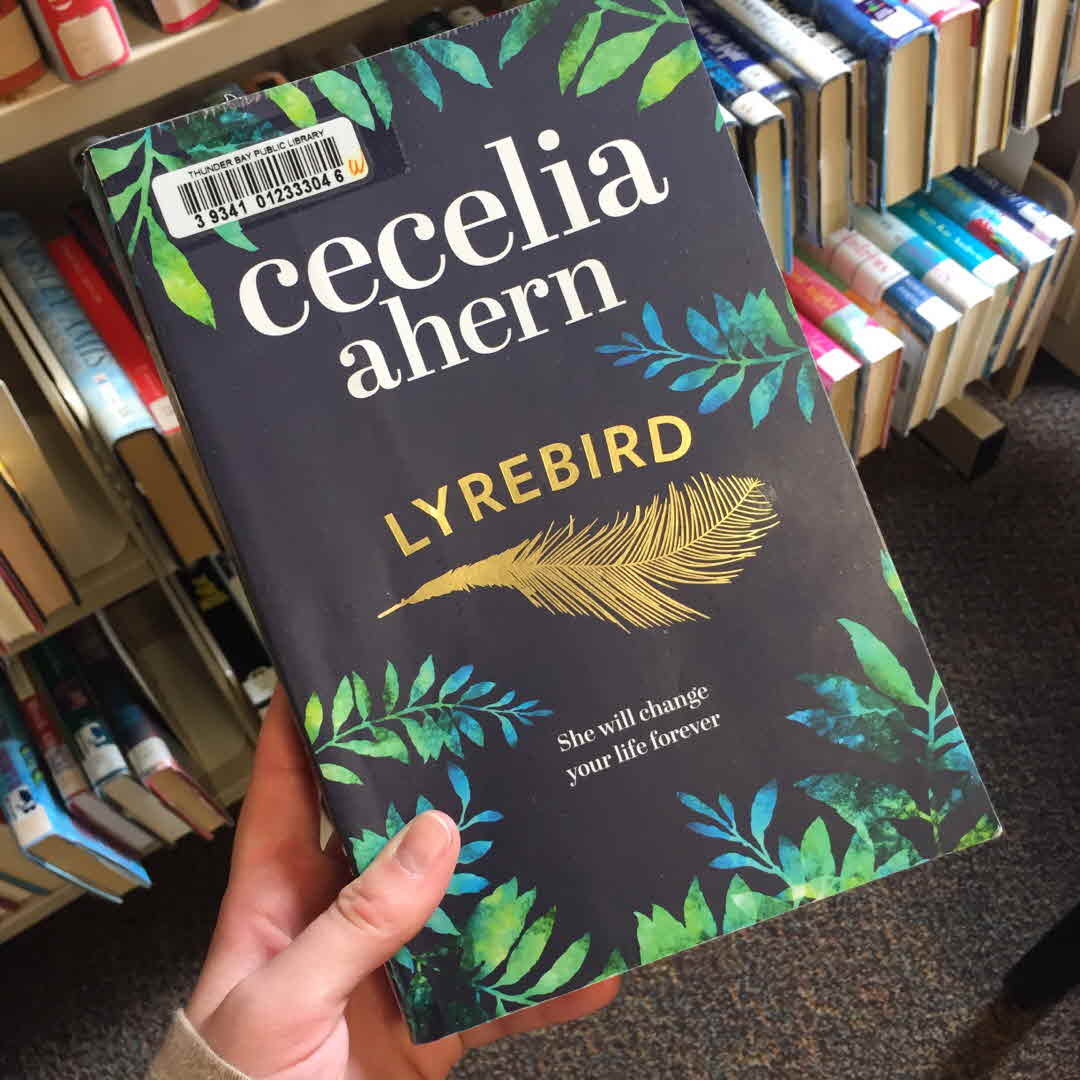 THUNDER BAY PUBLIC LIBRARY
3 9341 01233304 6
W
cecelia
ahern
LYREBIRD
She will change
your life forever